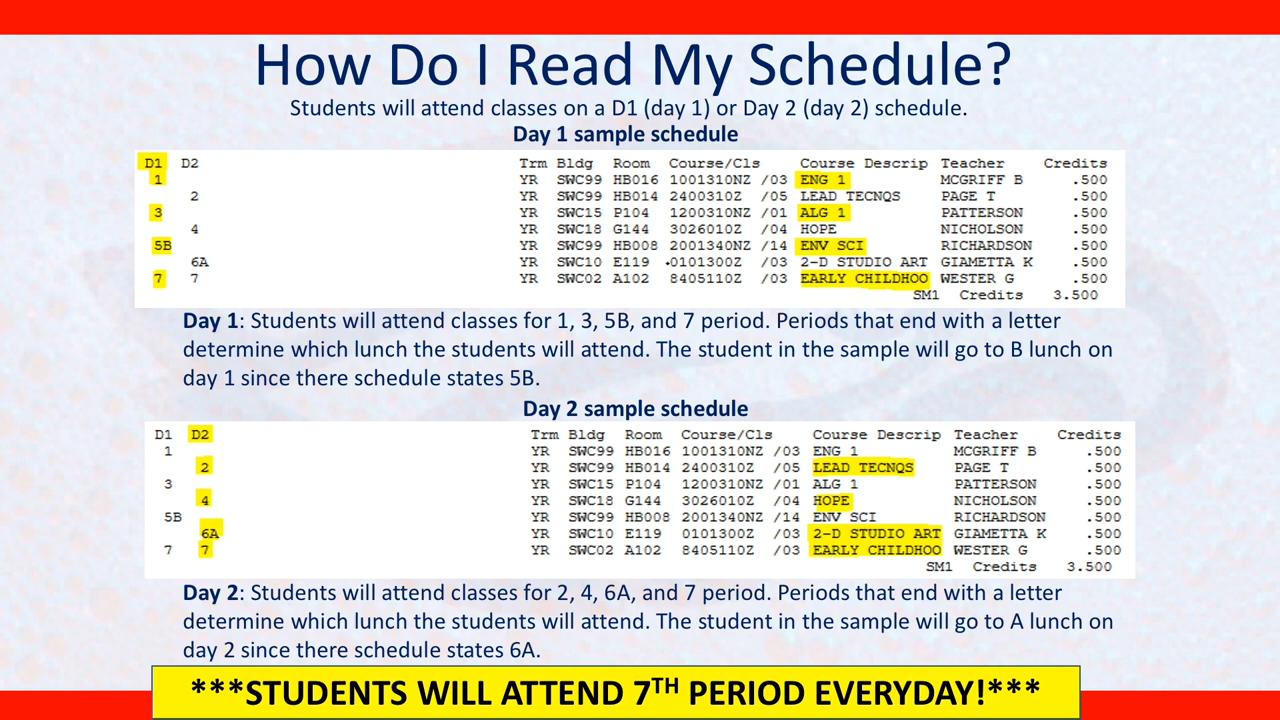 How Do I Read My Schedule?
Students will attend classes on a D1 (day 1) or Day 2 (day 2) schedule.
Day 1 sample schedule
D1 D2 Trm Bldg Room Course/Cls Course Descrip Teacher Credits
1 YR SWC99 HB016 1001310NZ /03 ENG 1 MCGRIFF B .500
2 YR SWC99 HB014 2400310Z /05 LEAD TECNQS PAGE T .500
3 YR SWC15 P104 1200310NZ /01 ALG 1 PATTERSON .500
4 YR SWC18 G144 3026010Z /04 HOPE NICHOLSON .500
5B YR SWC99 HB008 2001340NZ /14 ENV SCI RICHARDSON .500
6A YR SWC10 E119 0101300Z /03 2-D STUDIO ART GIAMETTA K .500
7 7 YR SWC02 A102 8405110Z /03 EARLY CHILDHOO WESTER G .500
SM1 Credits 3.500
Day 1: Students will attend classes for 1, 3, 5B, and 7 period. Periods that end with a letter
determine which lunch the students will attend. The student in the sample will go to B lunch on
day 1 since there schedule states 5B.
Day 2 sample schedule
D1 D2 Trm Bldg Room Course/Cls Course Descrip Teacher Credits
1 YR SWC99 HB016 1001310NZ /03 ENG 1 MCGRIFF B .500
2 YR SWC99 HB014 2400310Z /05 LEAD TECNQS PAGE T .500
3 YR SWC15 P104 1200310NZ /01 ALG 1 PATTERSON .500
4 YR SWC18 G144 3026010Z /04 HOPE NICHOLSON .500
5B YR SWC99 HB008 2001340NZ /14 ENV SCI RICHARDSON .500
6A YR SWC10 E119 0101300Z /03 2-D STUDIO ART GIAMETTA K .500
7 7 YR SWC02 A102 8405110Z /03 EARLY CHILDHOO WESTER G .500
SM1 Credits 3.500
Day 2: Students will attend classes for 2, 4, 6A, and 7 period. Periods that end with a letter
determine which lunch the students will attend. The student in the sample will go to A lunch on
day 2 since there schedule states 6A.
***STUDENTS WILL ATTEND 7TH PERIOD EVERYDAY!***